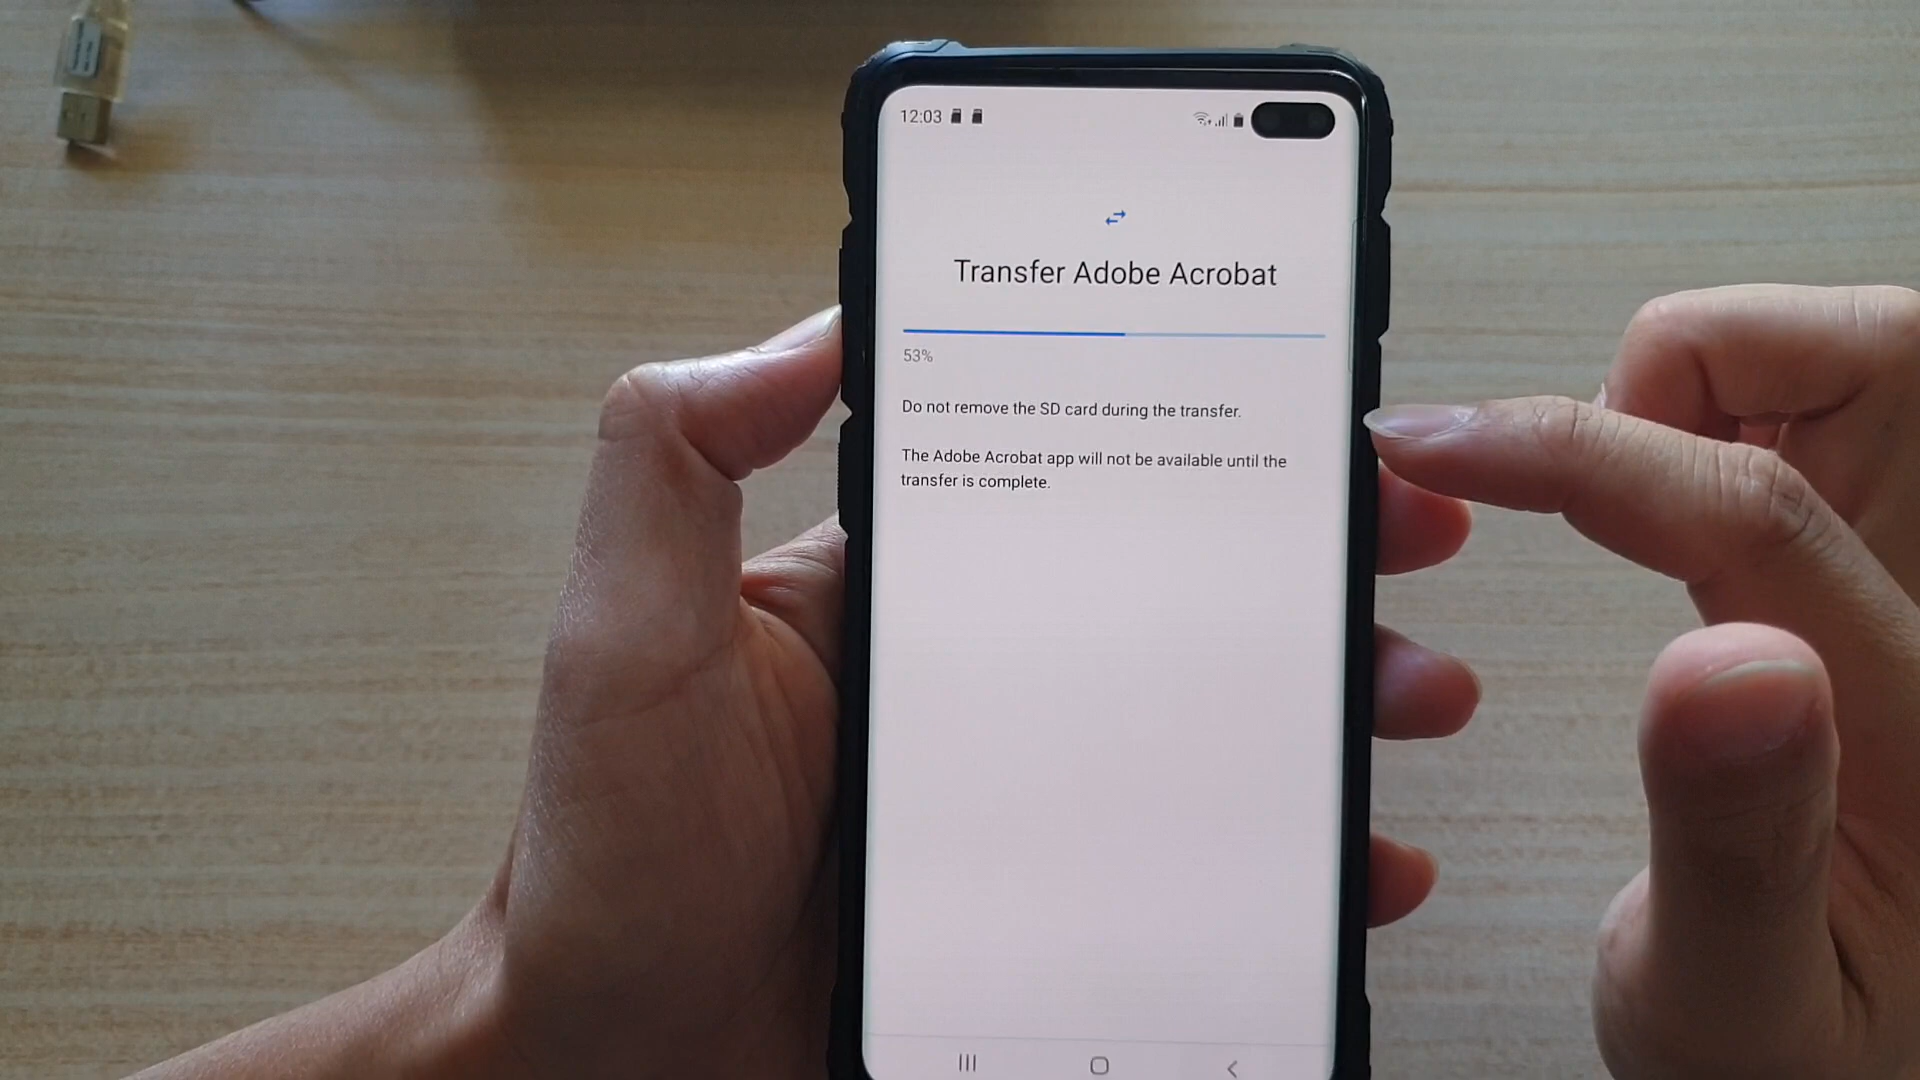 12:03
Transfer Adobe Acrobat
53%
Do not remove the SD card during the transfer.
The Adobe Acrobat app will not be available until the
transfer is complete.